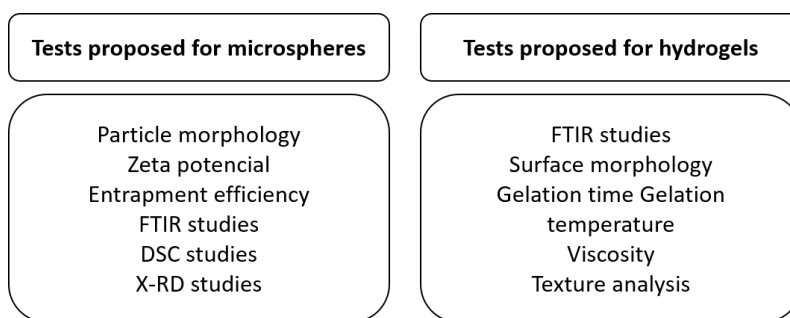 Tests proposed for microspheres
Particle morphology
Zeta potencial
Entrapment efficiency
FTIR studies
DSC studies
X-RD studies
Tests proposed for hydrogels
FTIR studies
Surface morphology
Gelation time Gelation
temperature
Viscosity
Texture analysis